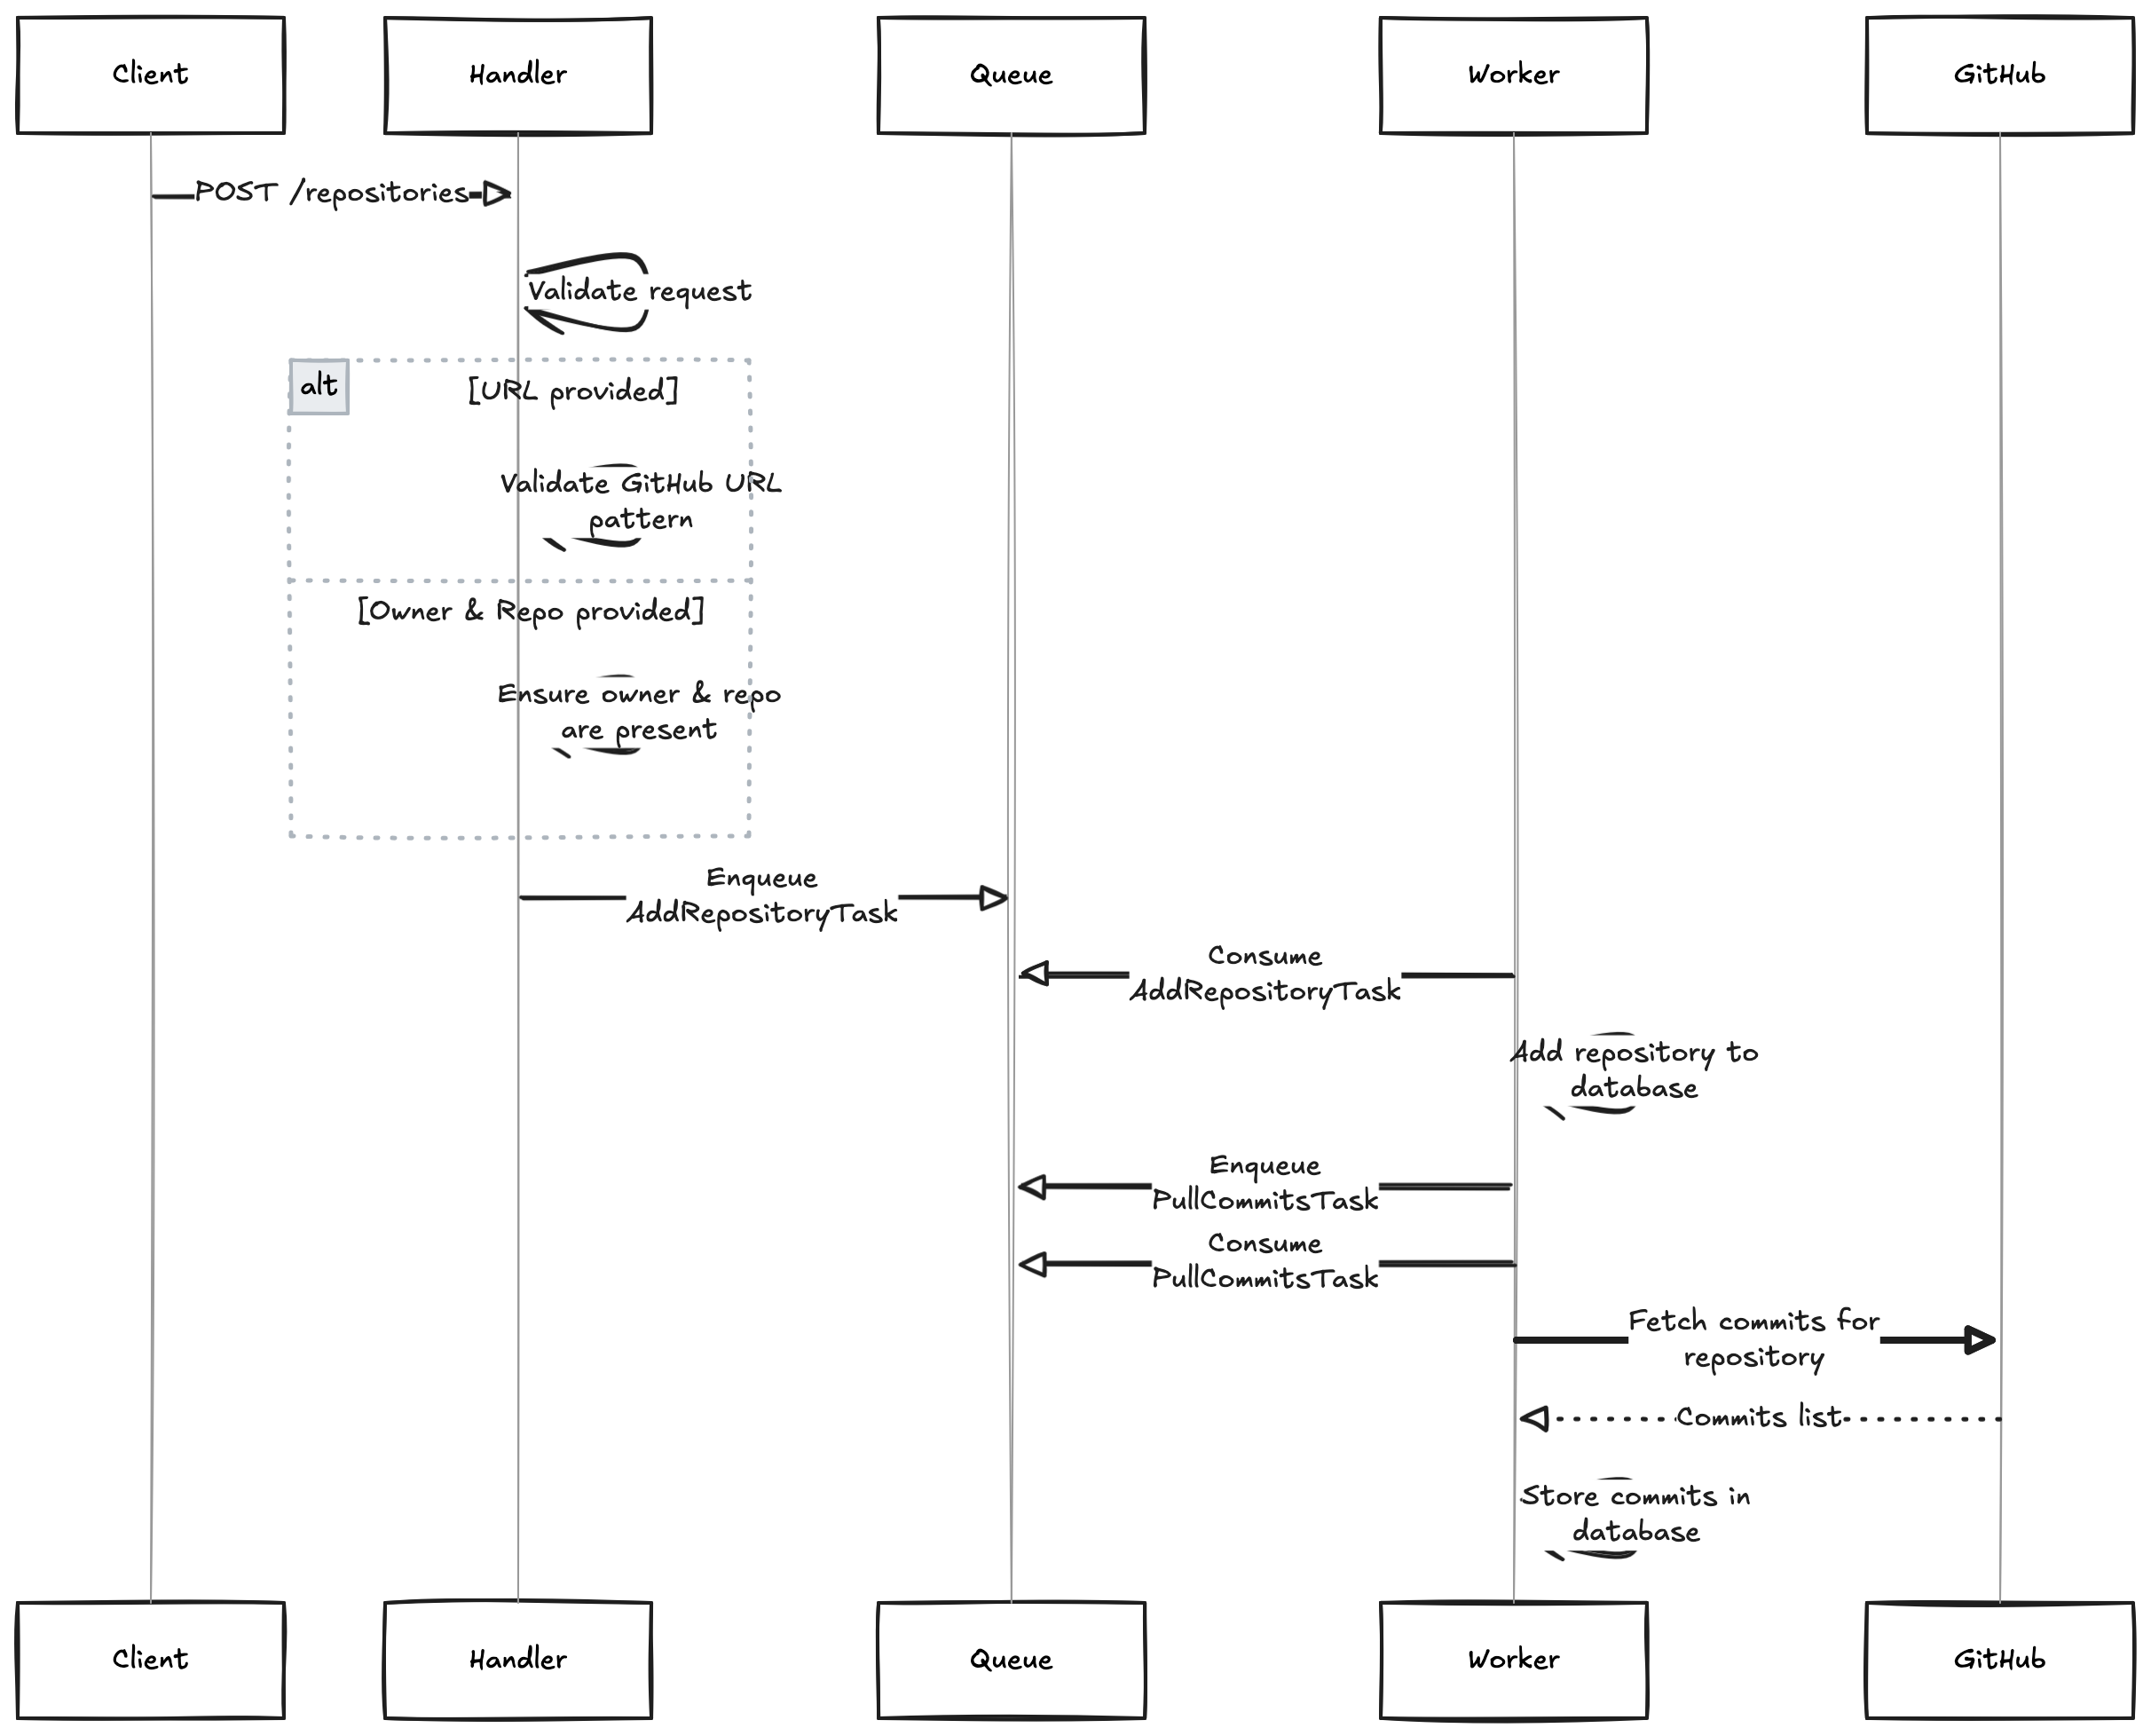 Client
Handler
Queue
Worker
GitHub
POST /repositories
Validate request
alt
[URL provided]
Validate GitHub URL
pattern
[Owner & Repo provided]
Ensure owner & repo
are present
Enqueue
AddRepositoryTask
Consume
AddRepositoryTask
Add repository to
database
Enqueue
PullCommitsTask
Consume
PullCommitsTask
Fetch commits for
repository
Commits list
Store commits in
database
Client
Handler
Queue
Worker
GitHub